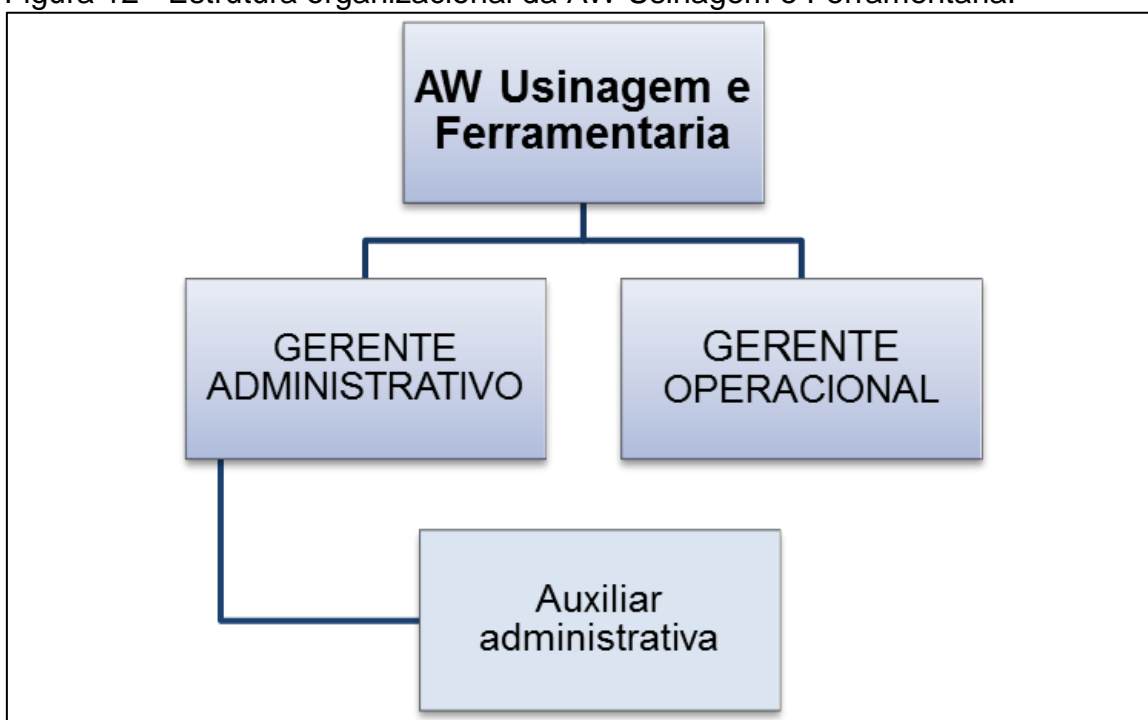 Figura 12 - Estrutura organizacional da AW Usinagem e Ferramentaria.
AW Usinagem e
Ferramentaria
GERENTE
ADMINISTRATIVO
GERENTE
OPERACIONAL
Auxiliar
administrativa